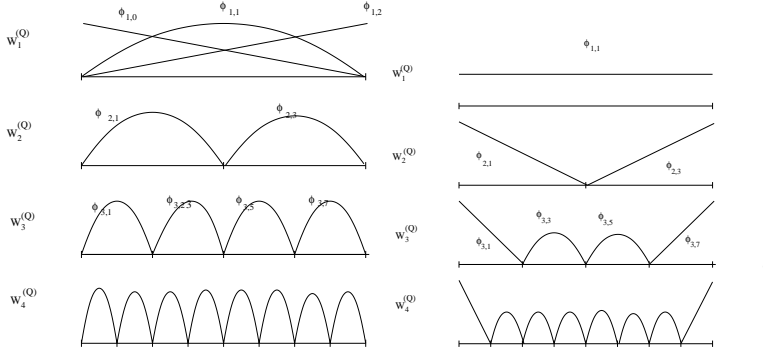 ϕ1,0 ϕ1,1 ϕ1,2
W1(Q)
ϕ2,1 ϕ2,3
W2(Q)
ϕ3,1 ϕ3,5 ϕ3,7
W3(Q)
W4(Q)
ϕ1,1
W1(Q)
W2(Q)
ϕ2,1 ϕ2,3
ϕ3,3 ϕ3,5
W3(Q)
ϕ3,1 ϕ3,7
W4(Q)